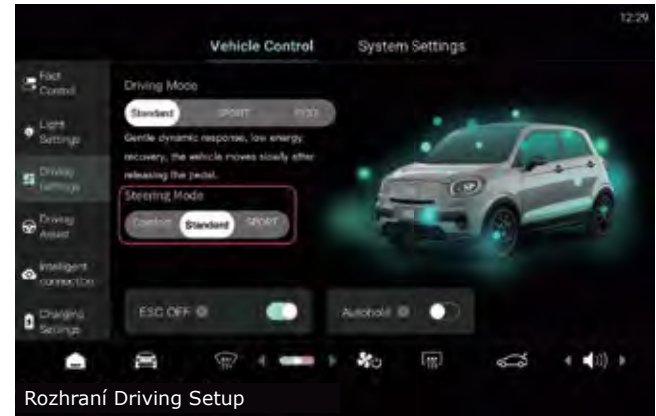 12:29
Vehicle Control System Settings
Fast
Control
Light
Settings
Driving
Settings
Driving
Assist
Intelligent
connection
Charging
Settings
Driving Mode
Standard SPORT
Gentle dynamic response, low energy
recovery, the vehicle moves slowly after
releasing the pedal.
Steering Mode
Comfort Standard SPORT
ESC OFF
Autohold
Rozhraní Driving Setup